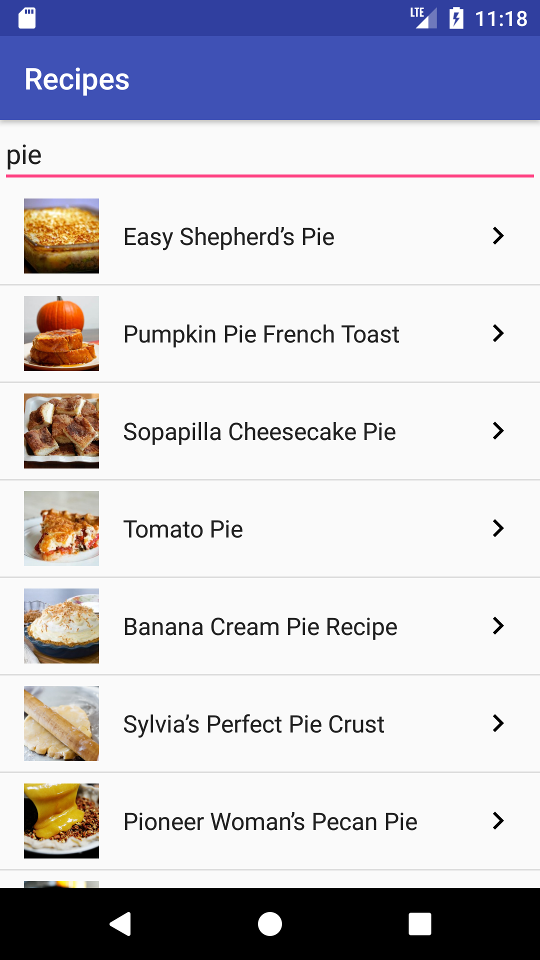 LTE 11:18
Recipes
pie
Easy Shepherd’s Pie
Pumpkin Pie French Toast
Sopapilla Cheesecake Pie
Tomato Pie
Banana Cream Pie Recipe
Sylvia’s Perfect Pie Crust
Pioneer Woman’s Pecan Pie